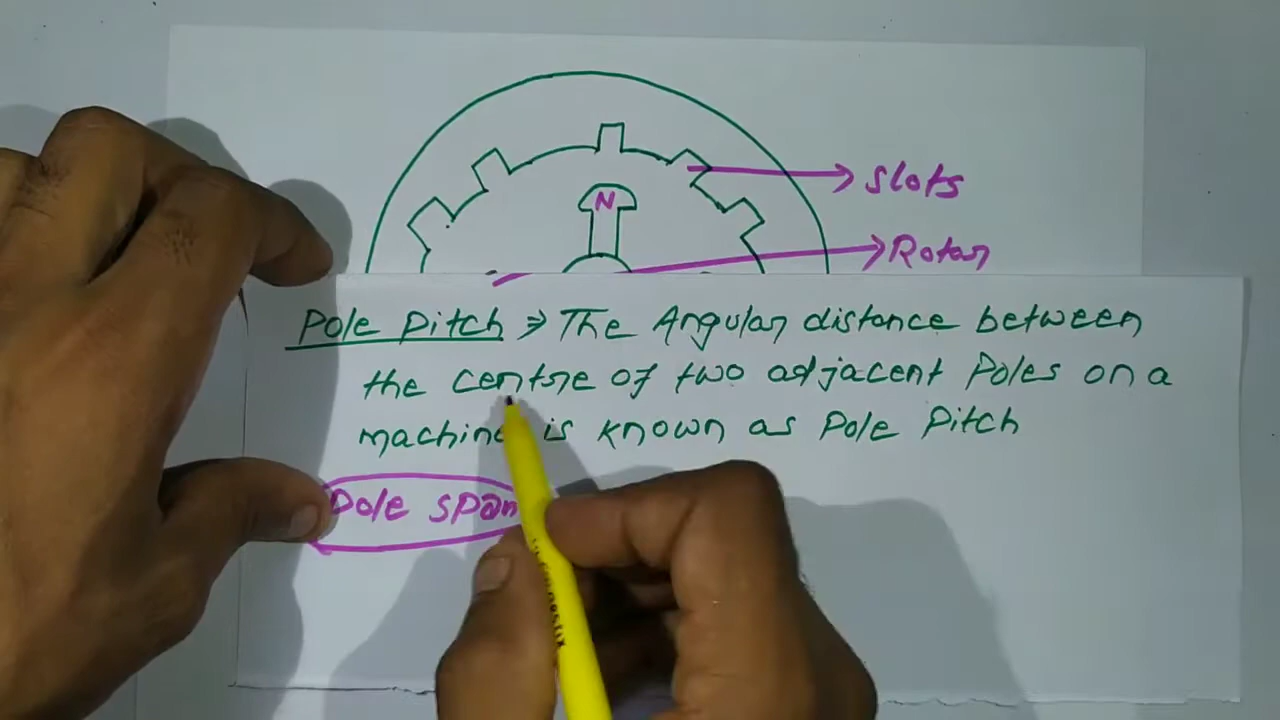 slots
N
Rotor
Pole Pitch ⇒ The Angular distance between
the centre of two adjacent Poles on a
machine is known as Pole Pitch
Pole span